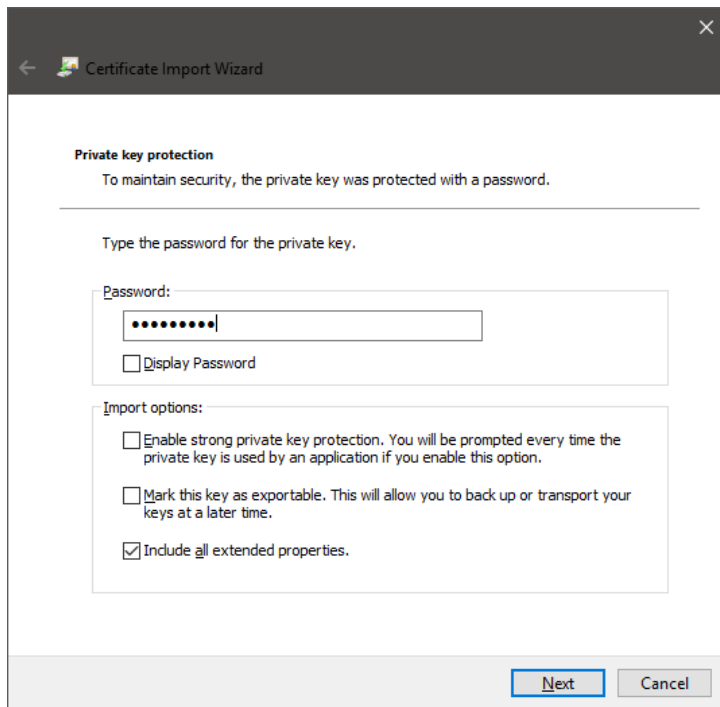 Certificate Import Wizard
Private key protection
To maintain security, the private key was protected with a password.
Type the password for the private key.
Password:
●●●●●●●●●
Display Password
Import options:
Enable strong private key protection. You will be prompted every time the
private key is used by an application if you enable this option.
Mark this key as exportable. This will allow you to back up or transport your
keys at a later time.
Include all extended properties.
Next
Cancel